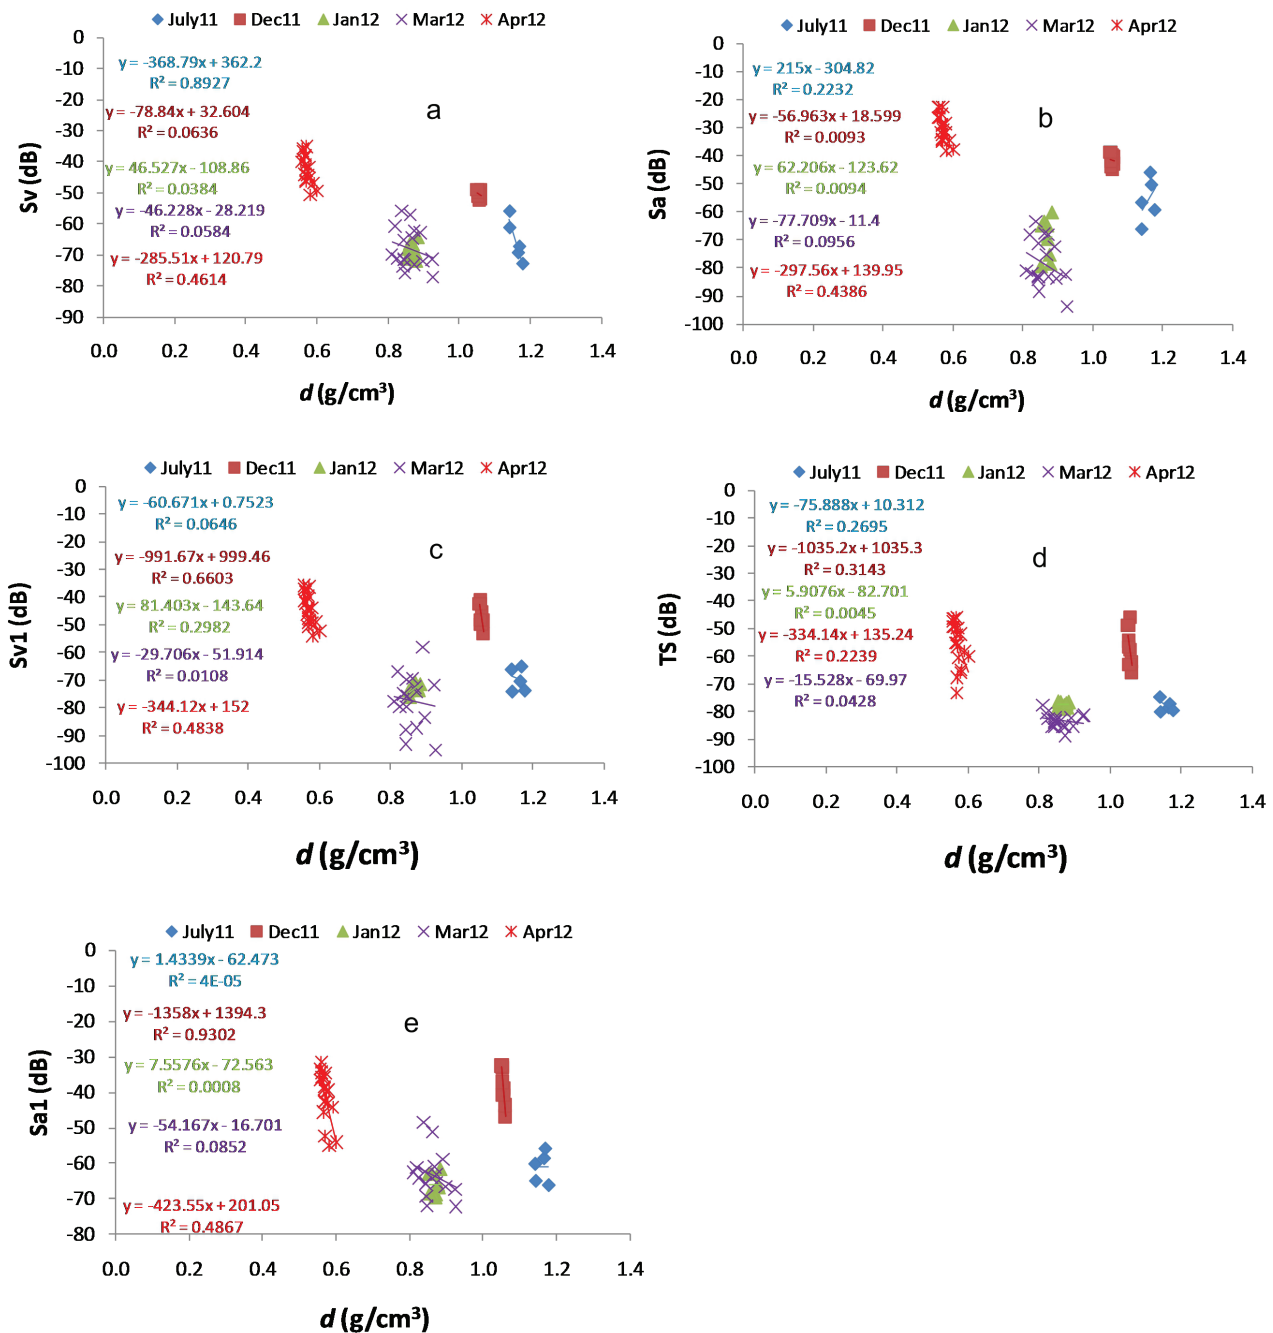 July11 Dec11 Jan12 Mar12 Apr12
0
-10
-20
-30
-40
-50
-60
-70
-80
-90
Sv (dB)
y = -368.79x + 362.2
R² = 0.8927
y = -78.84x + 32.604
R² = 0.0636
y = 46.527x - 108.86
R² = 0.0384
y = -46.228x - 28.219
R² = 0.0584
y = -285.51x + 120.79
R² = 0.4614
a
0.0 0.2 0.4 0.6 0.8 1.0 1.2 1.4
d (g/cm³)
July11 Dec11 Jan12 Mar12 Apr12
0
-10
-20
-30
-40
-50
-60
-70
-80
-90
-100
Sa (dB)
y = 215x - 304.82
R² = 0.2232
y = -56.963x + 18.599
R² = 0.0093
y = 62.206x - 123.62
R² = 0.0094
y = -77.709x - 11.4
R² = 0.0956
y = -297.56x + 139.95
R² = 0.4386
b
0.0 0.2 0.4 0.6 0.8 1.0 1.2 1.4
d (g/cm³)
July11 Dec11 Jan12 Mar12 Apr12
0
-10
-20
-30
-40
-50
-60
-70
-80
-90
-100
Sv1 (dB)
y = -60.671x + 0.7523
R² = 0.0646
y = -991.67x + 999.46
R² = 0.6603
y = 81.403x - 143.64
R² = 0.2982
y = -29.706x - 51.914
R² = 0.0108
y = -344.12x + 152
R² = 0.4838
c
0.0 0.2 0.4 0.6 0.8 1.0 1.2 1.4
d (g/cm³)
July11 Dec11 Jan12 Mar12 Apr12
0
-10
-20
-30
-40
-50
-60
-70
-80
-90
-100
TS (dB)
y = -75.888x + 10.312
R² = 0.2695
y = -1035.2x + 1035.3
R² = 0.3143
y = 5.9076x - 82.701
R² = 0.0045
y = -334.14x + 135.24
R² = 0.2239
y = -15.528x - 69.97
R² = 0.0428
d
0.0 0.2 0.4 0.6 0.8 1.0 1.2 1.4
d (g/cm³)
July11 Dec11 Jan12 Mar12 Apr12
0
-10
-20
-30
-40
-50
-60
-70
-80
Sa1 (dB)
y = 1.4339x - 62.473
R² = 4E-05
y = -1358x + 1394.3
R² = 0.9302
y = 7.5576x - 72.563
R² = 0.0008
y = -54.167x - 16.701
R² = 0.0852
y = -423.55x + 201.05
R² = 0.4867
e
0.0 0.2 0.4 0.6 0.8 1.0 1.2 1.4
d (g/cm³)